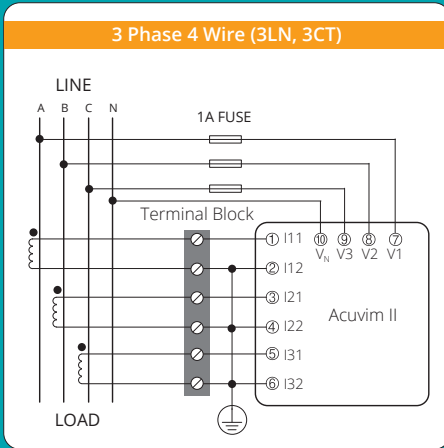 3 Phase 4 Wire (3LN, 3CT)
LINE
A B C N
1A FUSE
Terminal Block
① I11
② I12
③ I21
④ I22
⑤ I31
⑥ I32
⑩ ⑨ ⑧ ⑦
VN V3 V2 V1
Acuvim II
LOAD